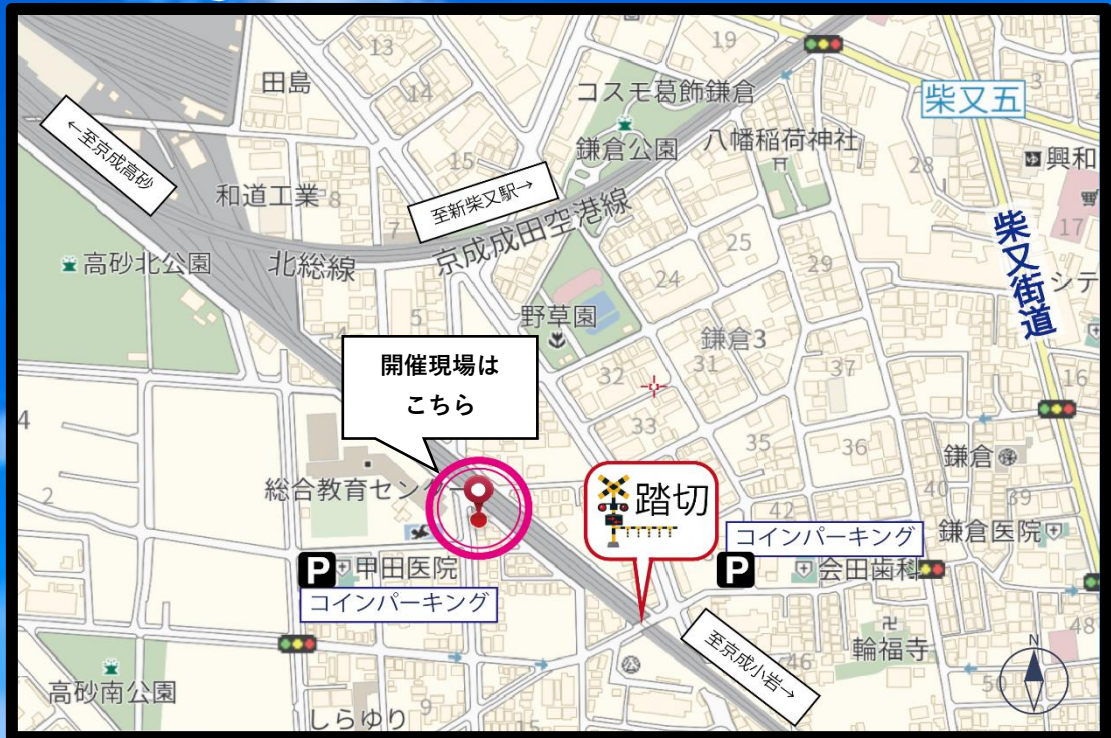 13
19
田島
14
コスモ葛飾鎌倉
柴又五
3
←至京成高砂
15
鎌倉公園
八幡稲荷神社
28
興和
和道工業
8
至新柴又駅→
17
7
京成成田空港線
25
柴又街道
高砂北公園
北総線
24
29
シテ
野草園
鎌倉3
4
5
31
32
37
16
開催現場は
こちら
33
4
35
36
鎌倉
2
総合教育センター
踏切
40
39
42
コインパーキング
鎌倉医院
P
甲田医院
P
会田歯科
コインパーキング
輪福寺
48
至京成小岩→
46
N
高砂南公園
9
50
しらゆり
15